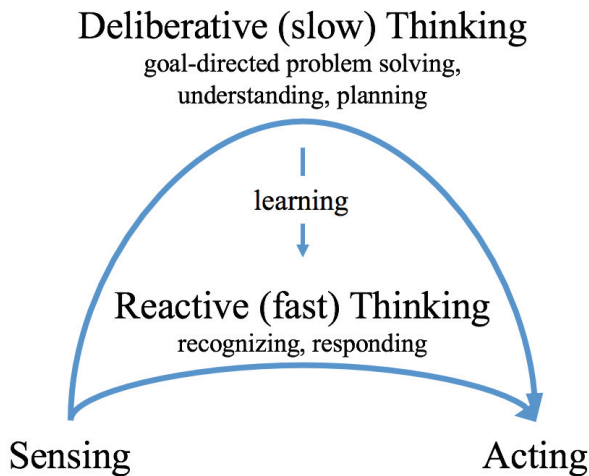 Deliberative (slow) Thinking
goal-directed problem solving,
understanding, planning
learning
Reactive (fast) Thinking
recognizing, responding
Sensing
Acting